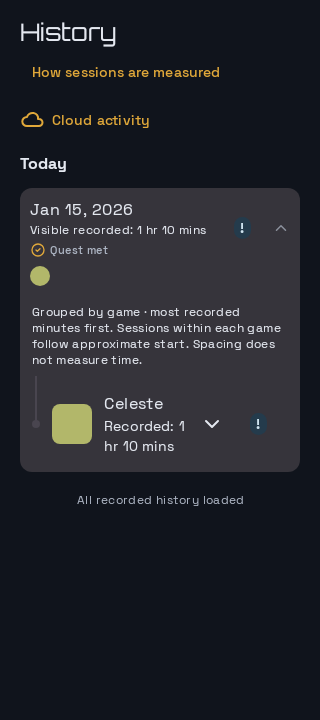 History
How sessions are measured
Cloud activity
Today
Jan 15, 2026
Visible recorded: 1 hr 10 mins
!
Quest met
Grouped by game · most recorded
minutes first. Sessions within each game
follow approximate start. Spacing does
not measure time.
Celeste
Recorded: 1
hr 10 mins
!
All recorded history loaded